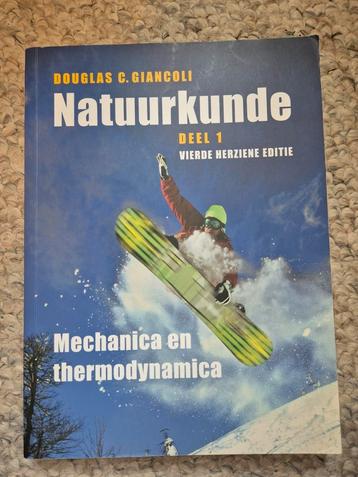 DOUGLAS C. GIANCOLI
Natuurkunde
DEEL 1
VIERDE HERZIENE EDITIE
Mechanica en
thermodynamica